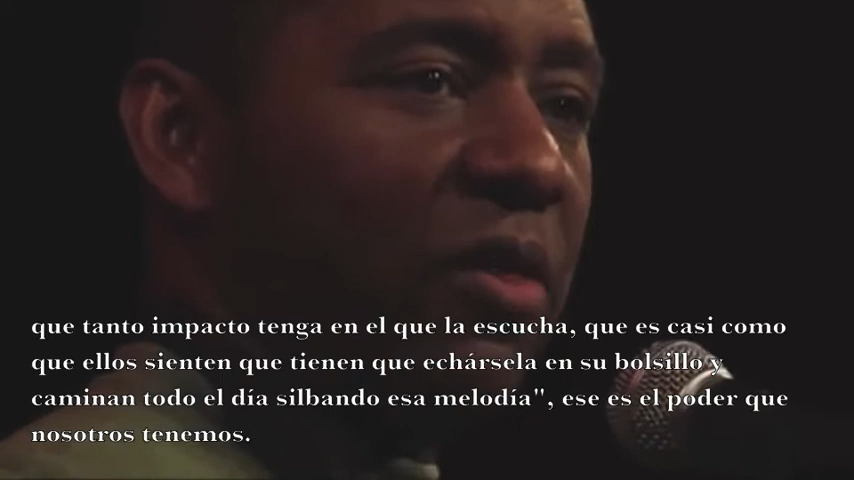 que tanto impacto tenga en el que la escucha, que es casi como
que ellos sienten que tienen que echársela en su bolsillo y
caminan todo el día silbando esa melodía", ese es el poder que
nosotros tenemos.